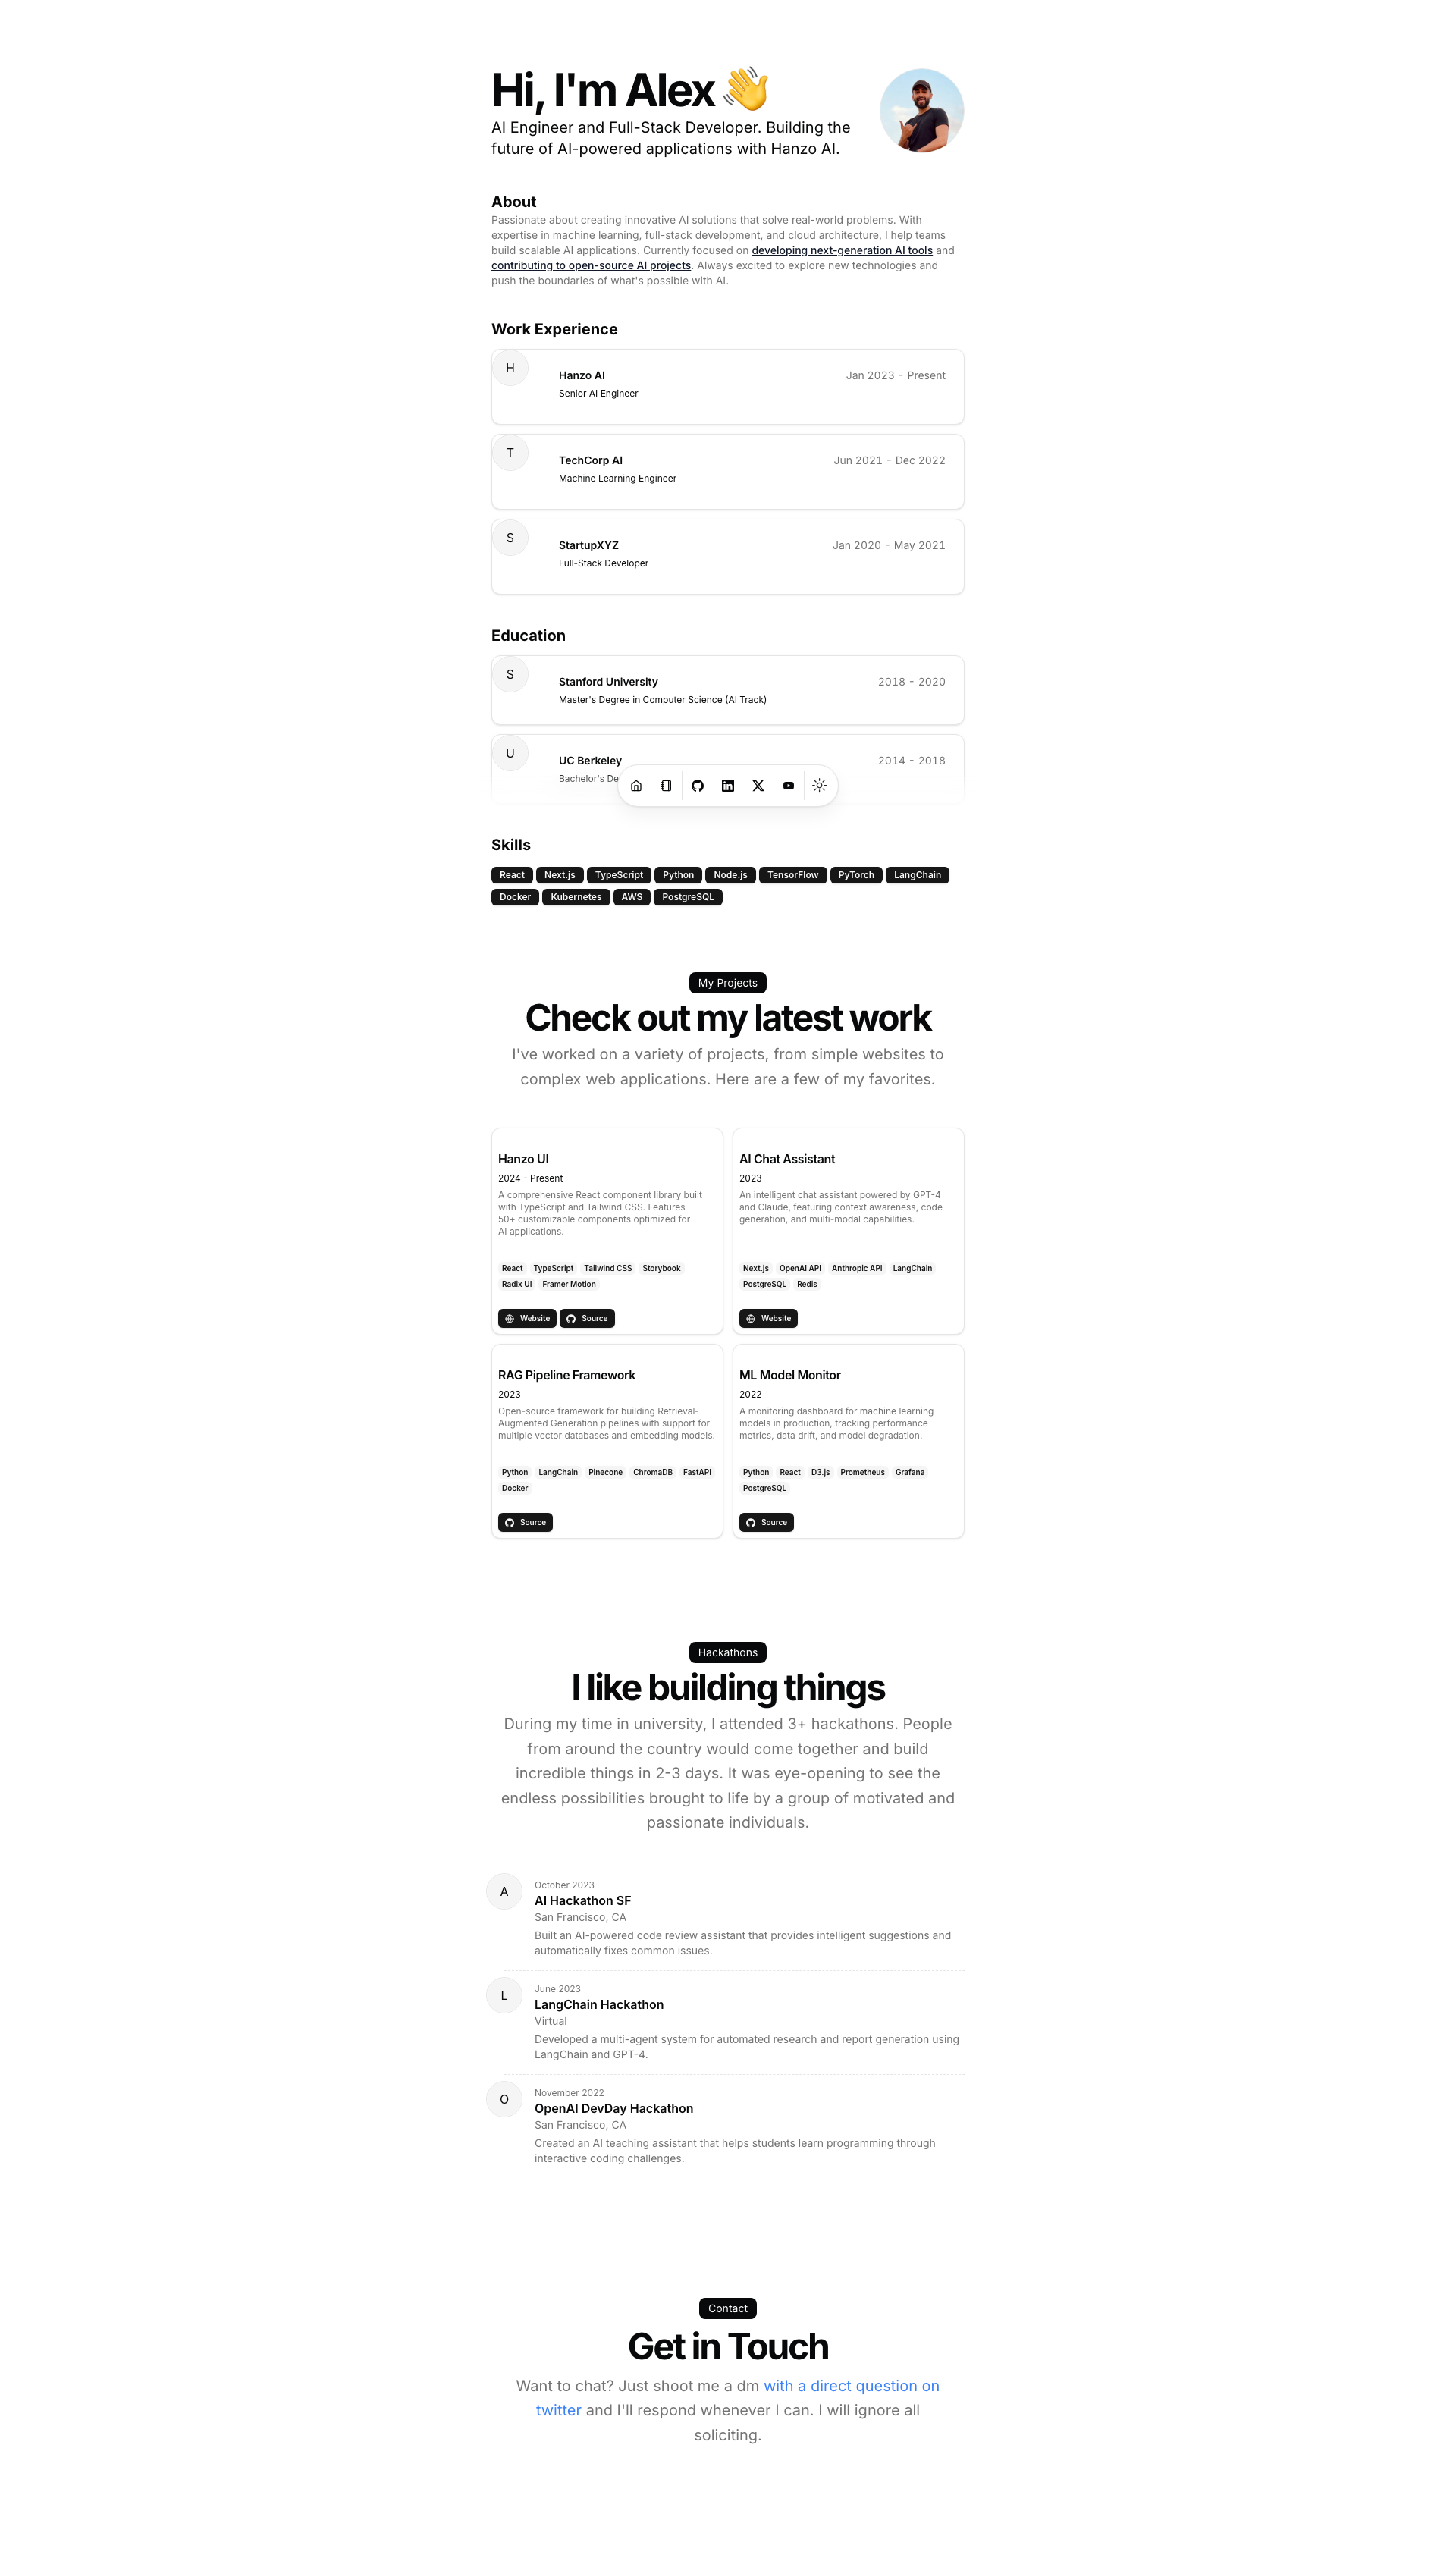 Hi, I'm Alex 👋
AI Engineer and Full-Stack Developer. Building the
future of AI-powered applications with Hanzo AI.
About
Passionate about creating innovative AI solutions that solve real-world problems. With
expertise in machine learning, full-stack development, and cloud architecture, I help teams
build scalable AI applications. Currently focused on developing next-generation AI tools and
contributing to open-source AI projects. Always excited to explore new technologies and
push the boundaries of what's possible with AI.
Work Experience
H
Hanzo AI
Jan 2023 - Present
Senior AI Engineer
T
TechCorp AI
Jun 2021 - Dec 2022
Machine Learning Engineer
S
StartupXYZ
Jan 2020 - May 2021
Full-Stack Developer
Education
S
Stanford University
2018 - 2020
Master's Degree in Computer Science (AI Track)
U
UC Berkeley
2014 - 2018
Bachelor's De
Skills
React Next.js TypeScript Python Node.js TensorFlow PyTorch LangChain
Docker Kubernetes AWS PostgreSQL
My Projects
Check out my latest work
I've worked on a variety of projects, from simple websites to
complex web applications. Here are a few of my favorites.
Hanzo UI
2024 - Present
A comprehensive React component library built
with TypeScript and Tailwind CSS. Features
50+ customizable components optimized for
AI applications.
React TypeScript Tailwind CSS Storybook
Radix UI Framer Motion
Website Source
AI Chat Assistant
2023
An intelligent chat assistant powered by GPT-4
and Claude, featuring context awareness, code
generation, and multi-modal capabilities.
Next.js OpenAI API Anthropic API LangChain
PostgreSQL Redis
Website
RAG Pipeline Framework
2023
Open-source framework for building Retrieval-
Augmented Generation pipelines with support for
multiple vector databases and embedding models.
Python LangChain Pinecone ChromaDB FastAPI
Docker
Source
ML Model Monitor
2022
A monitoring dashboard for machine learning
models in production, tracking performance
metrics, data drift, and model degradation.
Python React D3.js Prometheus Grafana
PostgreSQL
Source
Hackathons
I like building things
During my time in university, I attended 3+ hackathons. People
from around the country would come together and build
incredible things in 2-3 days. It was eye-opening to see the
endless possibilities brought to life by a group of motivated and
passionate individuals.
A
October 2023
AI Hackathon SF
San Francisco, CA
Built an AI-powered code review assistant that provides intelligent suggestions and
automatically fixes common issues.
L
June 2023
LangChain Hackathon
Virtual
Developed a multi-agent system for automated research and report generation using
LangChain and GPT-4.
O
November 2022
OpenAI DevDay Hackathon
San Francisco, CA
Created an AI teaching assistant that helps students learn programming through
interactive coding challenges.
Contact
Get in Touch
Want to chat? Just shoot me a dm with a direct question on
twitter and I'll respond whenever I can. I will ignore all
soliciting.